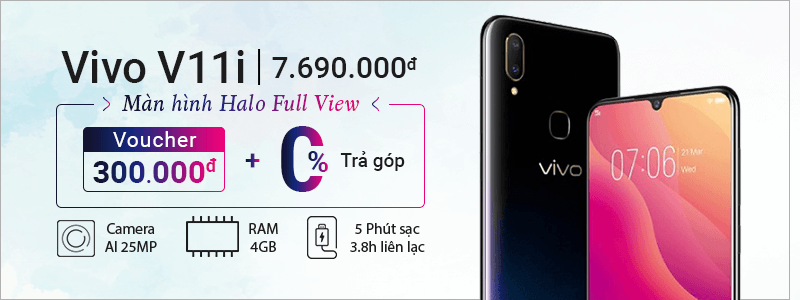 Vivo V11i | 7.690.000đ
Màn hình Halo Full View
Voucher
300.000đ + 0% Trả góp
Camera
AI 25MP
RAM
4GB
5 Phút sạc
3.8h liên lạc
vivo
07:06
21 Mar
Wed